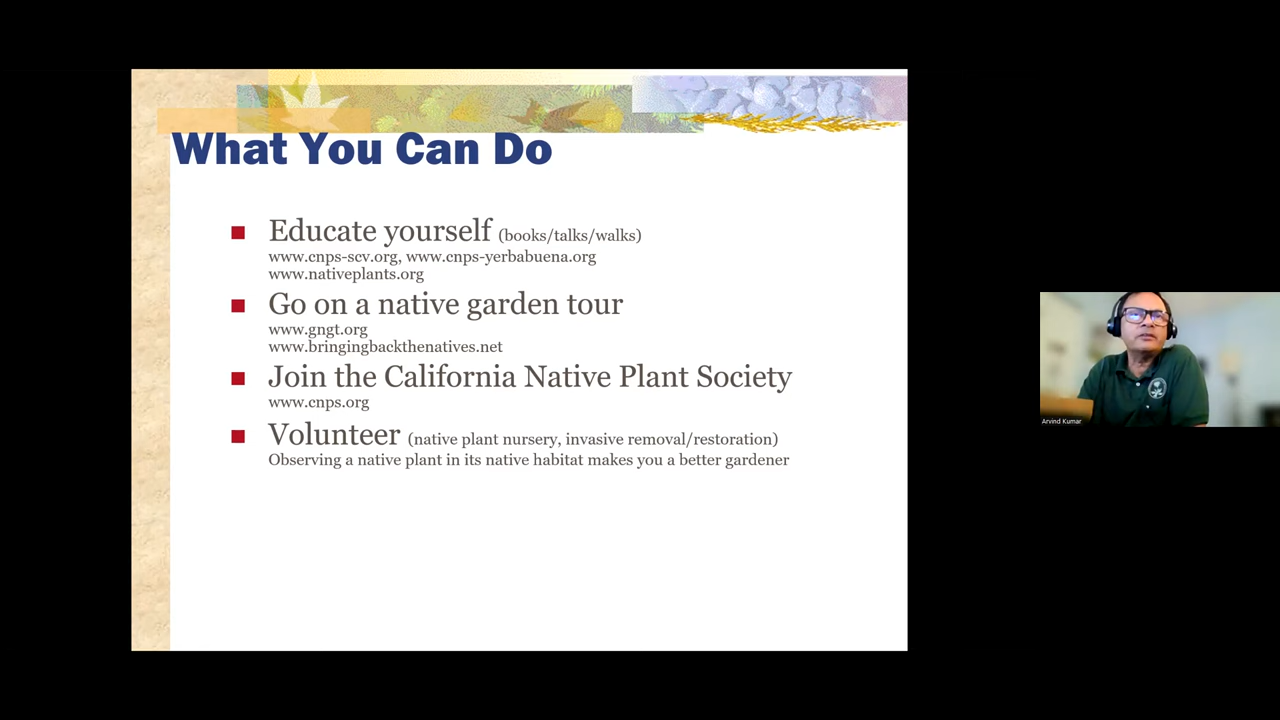 What You Can Do
Educate yourself (books/talks/walks)
www.cnps-scv.org, www.cnps-yerbabuena.org
www.nativeplants.org
Go on a native garden tour
www.gngt.org
www.bringingbackthenatives.net
Join the California Native Plant Society
www.cnps.org
Volunteer (native plant nursery, invasive removal/restoration)
Observing a native plant in its native habitat makes you a better gardener
Arvind Kumar